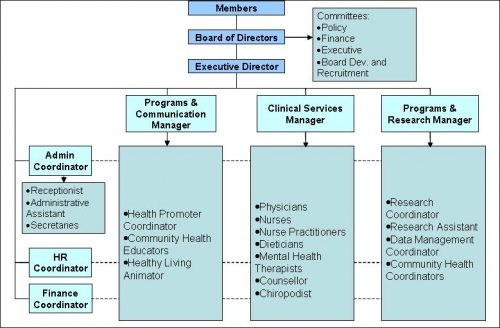 Members
Board of Directors
Executive Director
Committees:
•Policy
•Finance
•Executive
•Board Dev. and
Recruitment
Programs &
Communication
Manager
Clinical Services
Manager
Programs &
Research Manager
Admin
Coordinator
•Receptionist
•Administrative
Assistant
•Secretaries
HR
Coordinator
Finance
Coordinator
•Health Promoter
Coordinator
•Community Health
Educators
•Healthy Living
Animator
•Physicians
•Nurses
•Nurse Practitioners
•Dieticians
•Mental Health
Therapists
•Counsellor
•Chiropodist
•Research
Coordinator
•Research Assistant
•Data Management
Coordinator
•Community Health
Coordinators